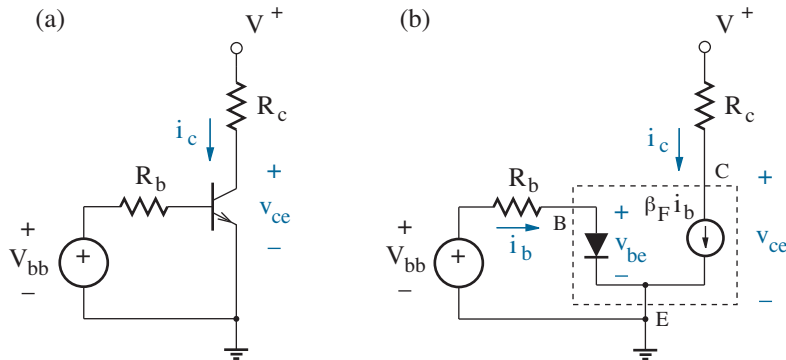 (a)
V⁺
R_c
i_c
+
R_b
v_ce
−
+
V_bb
+
−
(b)
V⁺
R_c
i_c
C
+
R_b
β_F i_b
B
+
i_b
v_be
v_ce
+
V_bb
+
−
−
E
−